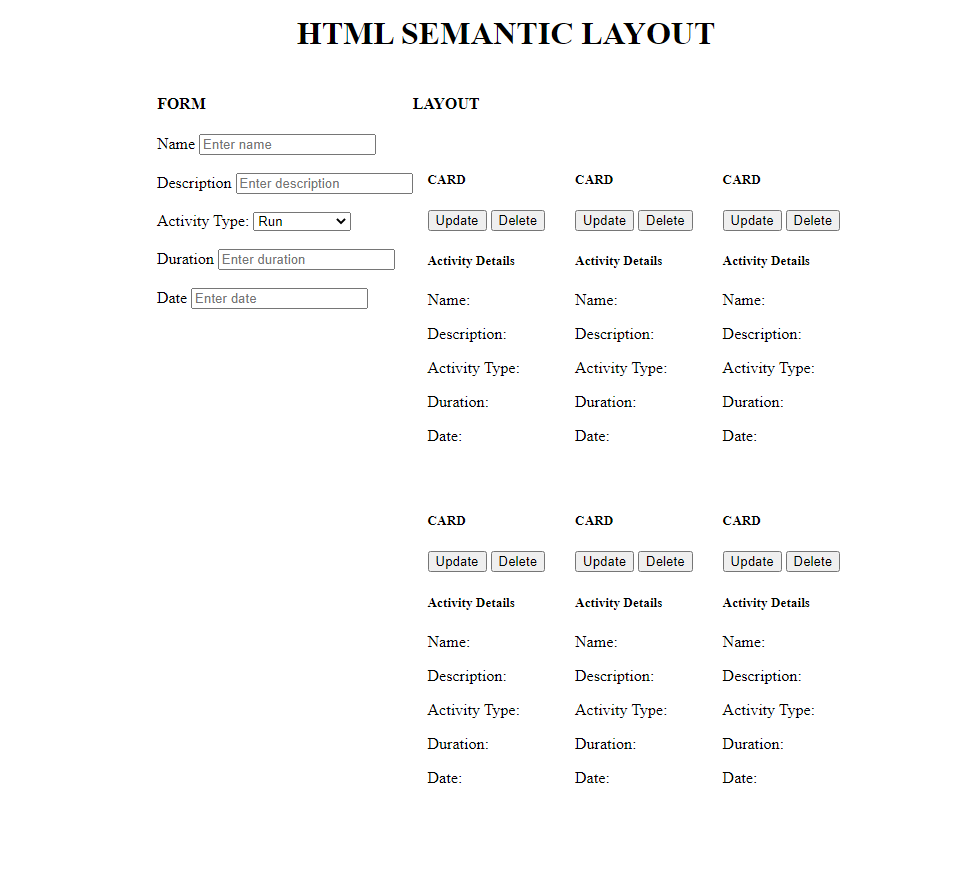 HTML SEMANTIC LAYOUT
FORM
Name Enter name
Description Enter description
Activity Type: Run
Duration Enter duration
Date Enter date
LAYOUT
CARD
Update Delete
Activity Details
Name:
Description:
Activity Type:
Duration:
Date:
CARD
Update Delete
Activity Details
Name:
Description:
Activity Type:
Duration:
Date:
CARD
Update Delete
Activity Details
Name:
Description:
Activity Type:
Duration:
Date:
CARD
Update Delete
Activity Details
Name:
Description:
Activity Type:
Duration:
Date:
CARD
Update Delete
Activity Details
Name:
Description:
Activity Type:
Duration:
Date:
CARD
Update Delete
Activity Details
Name:
Description:
Activity Type:
Duration:
Date: